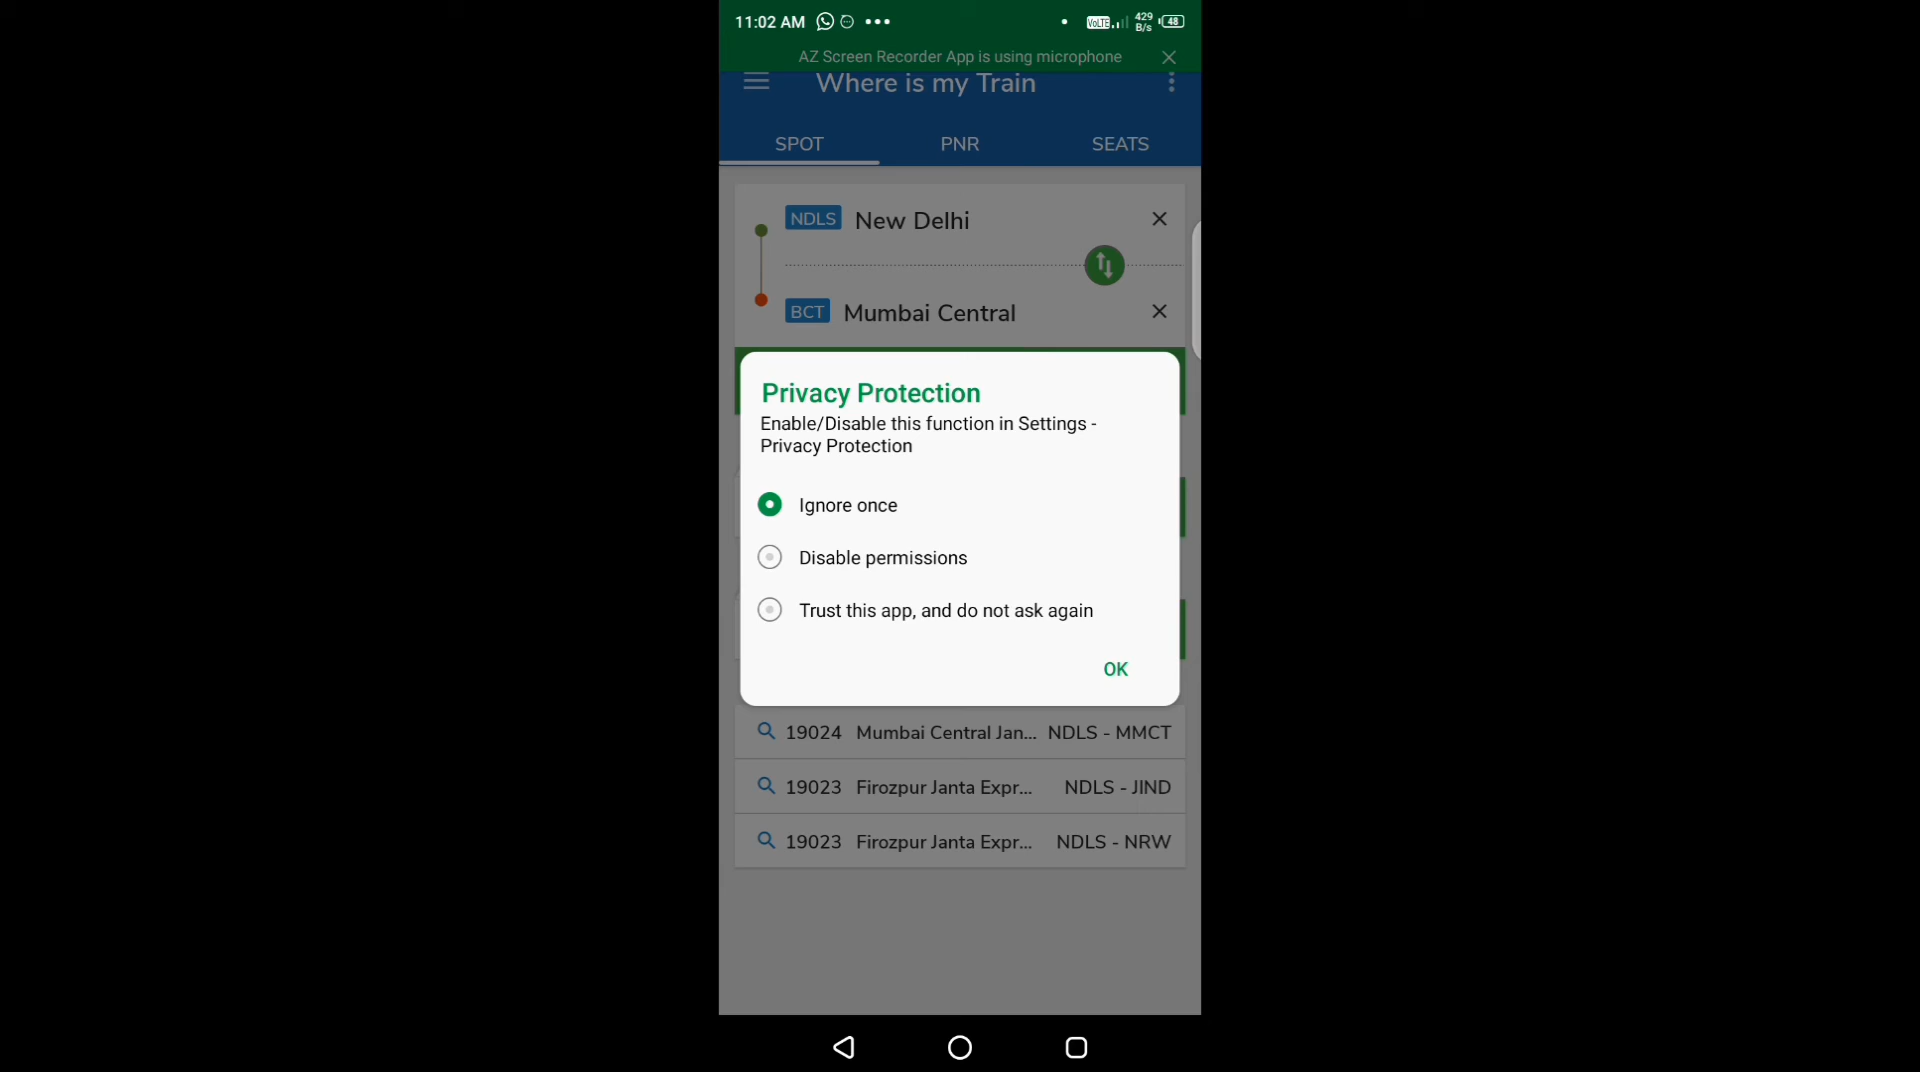 11:02 AM
VoLTE 429 B/s 48
AZ Screen Recorder App is using microphone
Where is my Train
SPOT PNR SEATS
NDLS New Delhi
BCT Mumbai Central
Privacy Protection
Enable/Disable this function in Settings -
Privacy Protection
Ignore once
Disable permissions
Trust this app, and do not ask again
OK
19024 Mumbai Central Jan... NDLS - MMCT
19023 Firozpur Janta Expr... NDLS - JIND
19023 Firozpur Janta Expr... NDLS - NRW